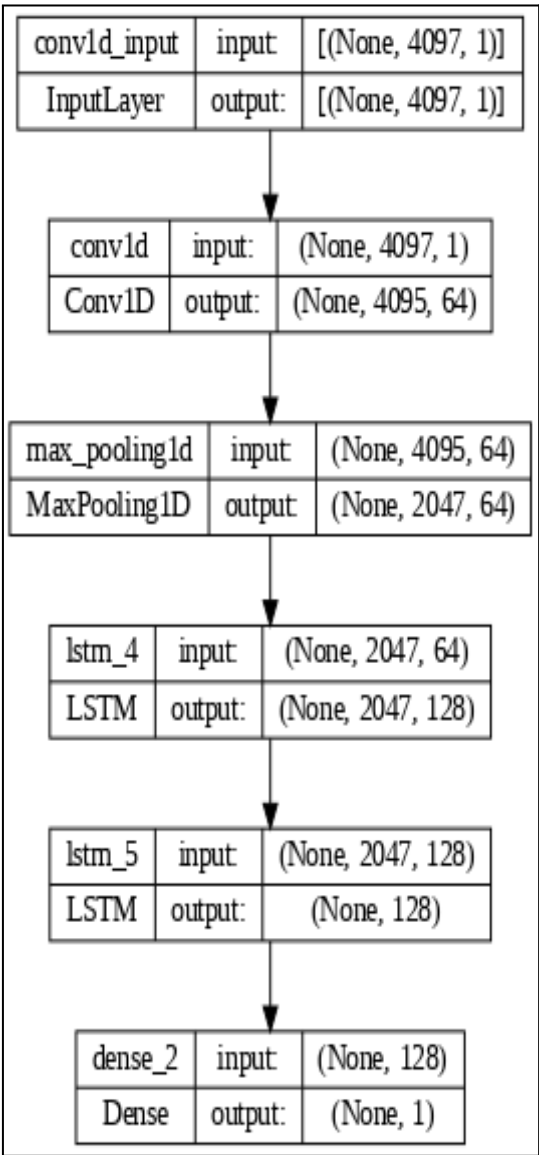 conv1d_input input: [(None, 4097, 1)]
InputLayer output: [(None, 4097, 1)]
conv1d input: (None, 4097, 1)
Conv1D output: (None, 4095, 64)
max_pooling1d input: (None, 4095, 64)
MaxPooling1D output: (None, 2047, 64)
lstm_4 input: (None, 2047, 64)
LSTM output: (None, 2047, 128)
lstm_5 input: (None, 2047, 128)
LSTM output: (None, 128)
dense_2 input: (None, 128)
Dense output: (None, 1)